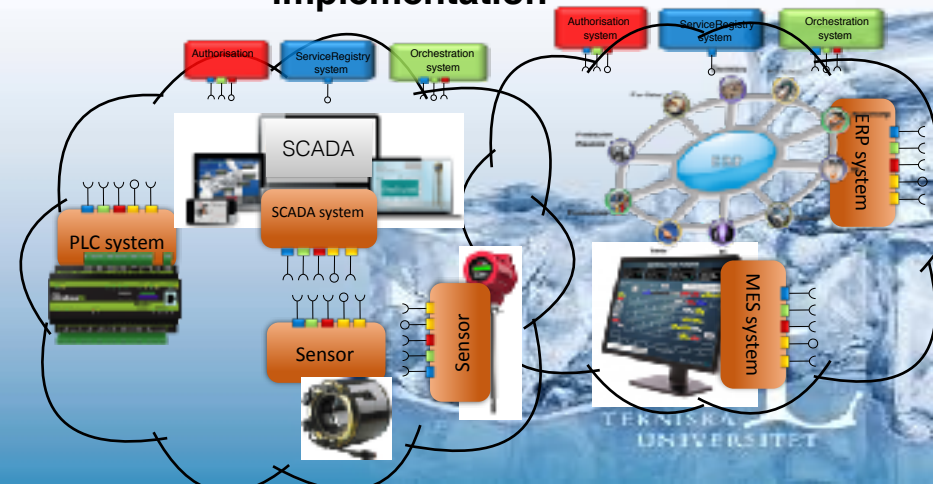 Implementation
Authorisation
system
ServiceRegistry
system
Orchestration
system
Authorisation
ServiceRegistry
system
Orchestration
system
SCADA
SCADA system
PLC system
ERP system
Sensor
Sensor
MES system
TEKNISKA
UNIVERSITET